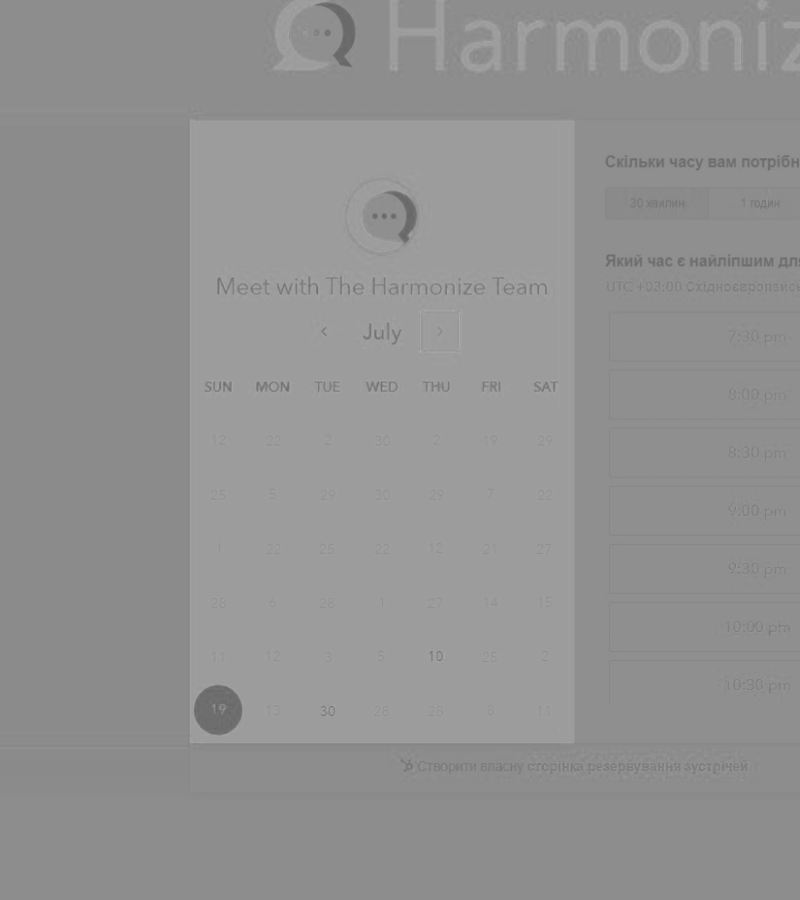 Harmoniz
Скільки часу вам потрібн
30 хвилин
1 годин
Meet with The Harmonize Team
Який час є найліпшим для
UTC +03:00 Східноєвропейсь
July
7:30 pm
8:00 pm
8:30 pm
9:00 pm
9:30 pm
10:00 pm
10:30 pm
SUN MON TUE WED THU FRI SAT
12 22 2 30 2 19 29
25 5 29 30 29 7 22
1 22 25 22 12 21 27
26 6 28 1 27 14 15
11 12 3 5 10 25 2
19 13 30 26 28 8 11
Створити власну сторінка резервування зустрічей